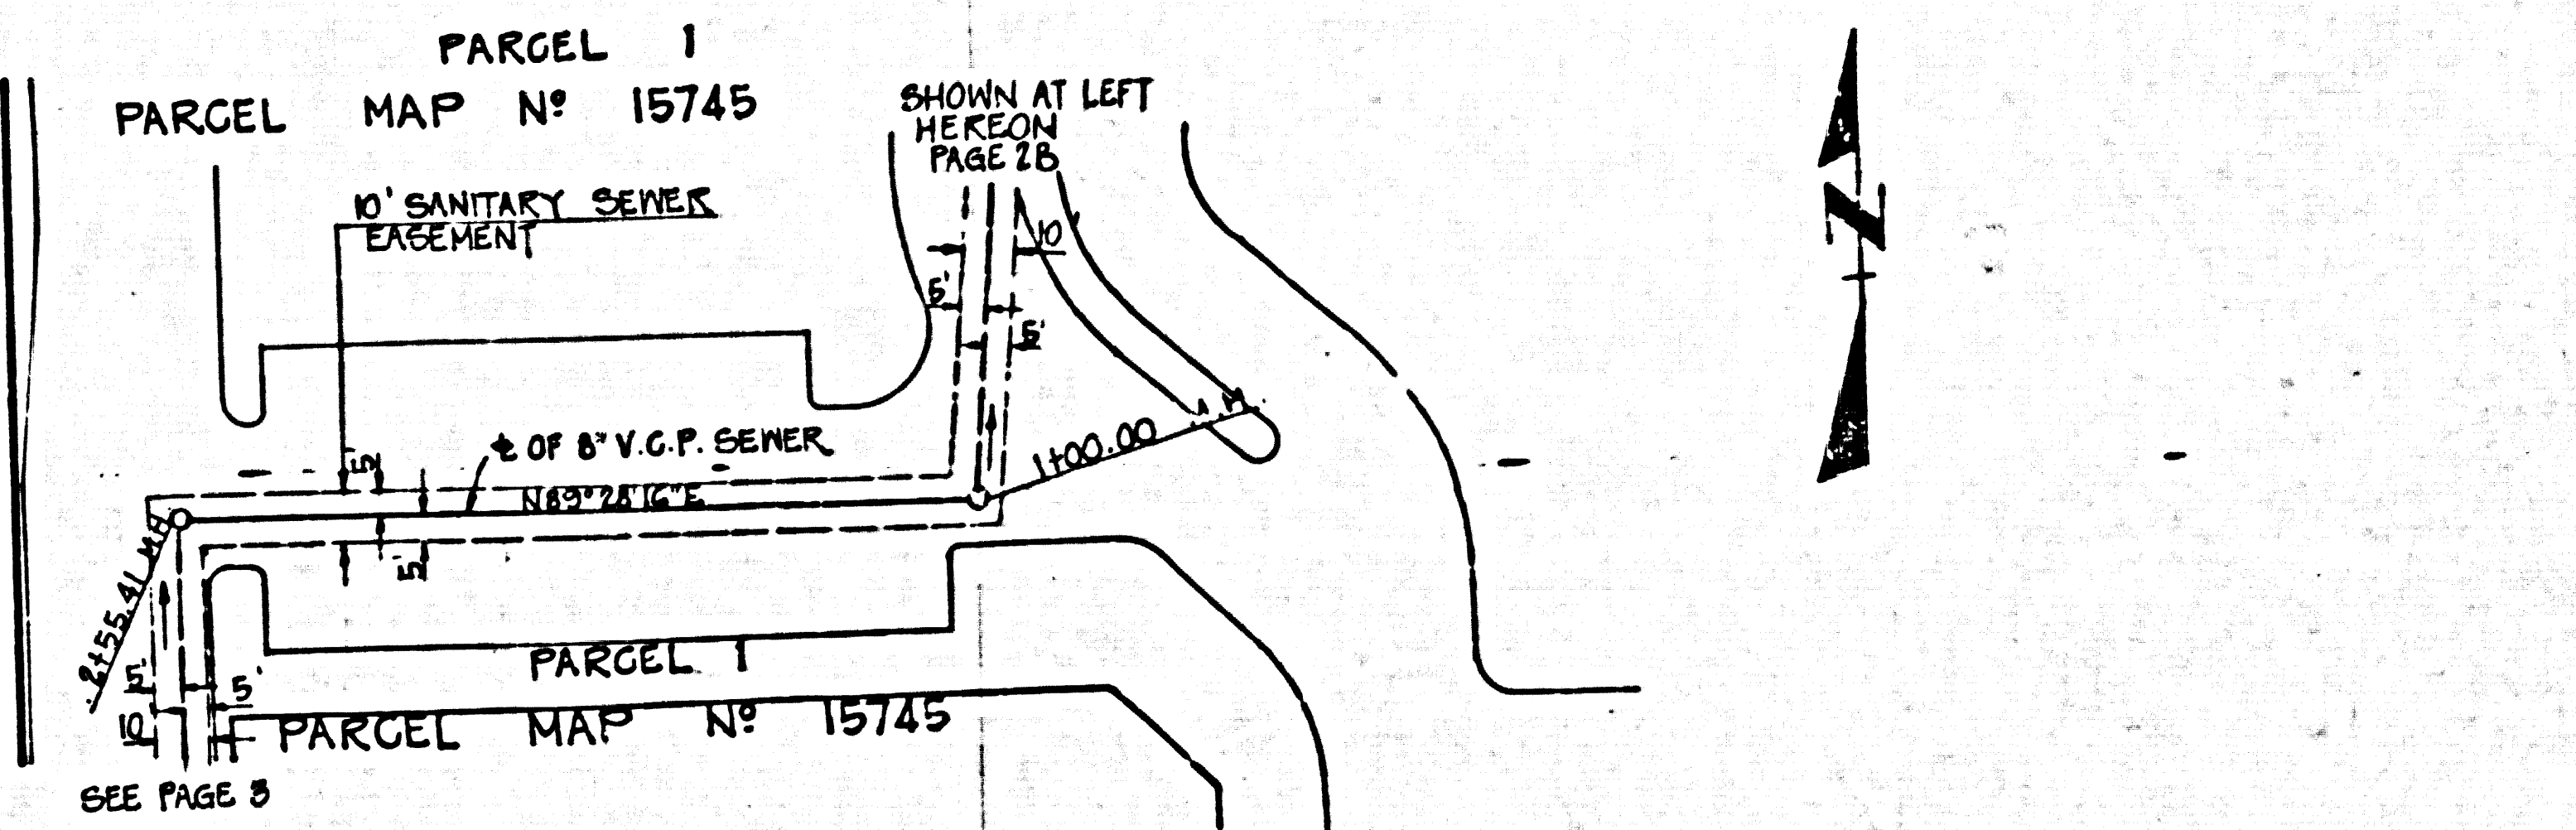 PARCEL 1
PARCEL MAP Nº 15745
SHOWN AT LEFT
HEREON
PAGE 2B
10' SANITARY SEWER
EASEMENT
N
10
5'
5'
℄ OF 8" V.C.P. SEWER
1+00.00
5'
N89°28'16"E
5'
2+55.41 M.H.
5'
5'
10
PARCEL 1
PARCEL MAP Nº 15745
SEE PAGE 3